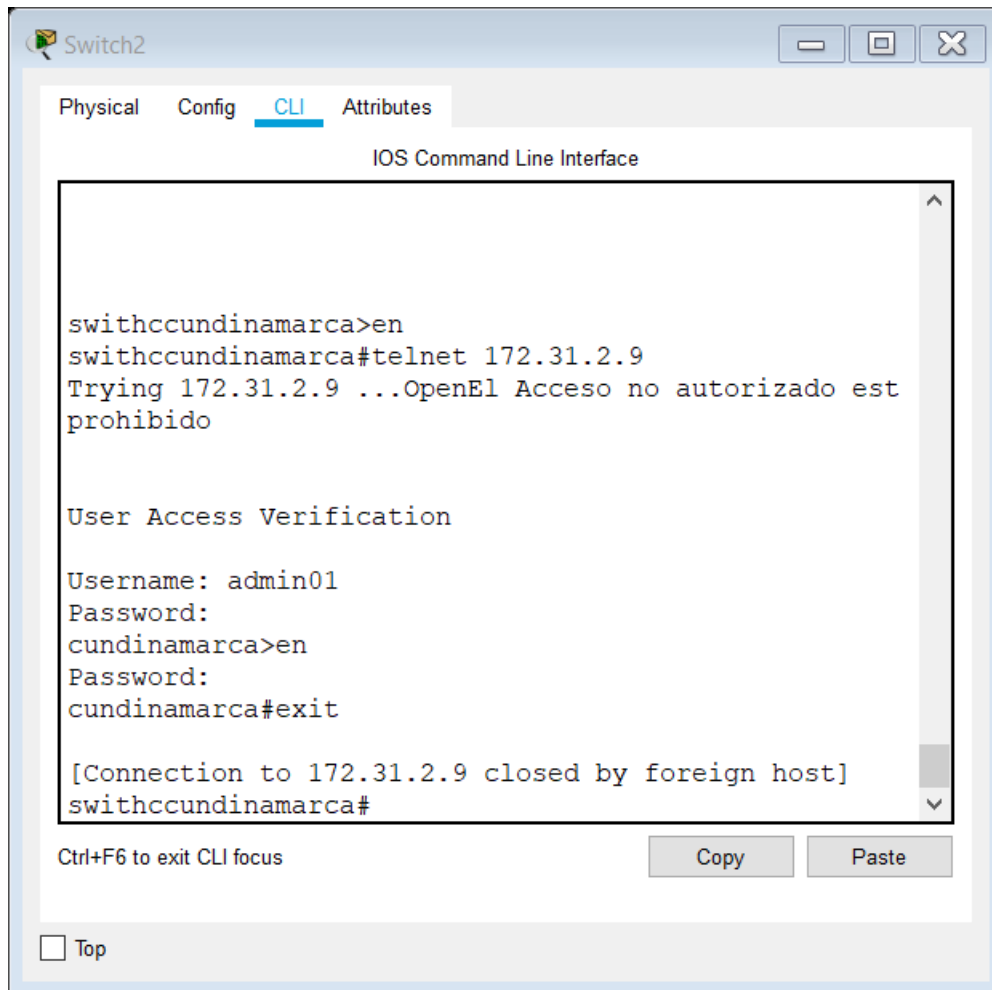 Switch2
Physical Config CLI Attributes
IOS Command Line Interface
swithccundinamarca>en
swithccundinamarca#telnet 172.31.2.9
Trying 172.31.2.9 ...OpenEl Acceso no autorizado est
prohibido
User Access Verification
Username: admin01
Password:
cundinamarca>en
Password:
cundinamarca#exit
[Connection to 172.31.2.9 closed by foreign host]
swithccundinamarca#
Ctrl+F6 to exit CLI focus
Copy Paste
Top